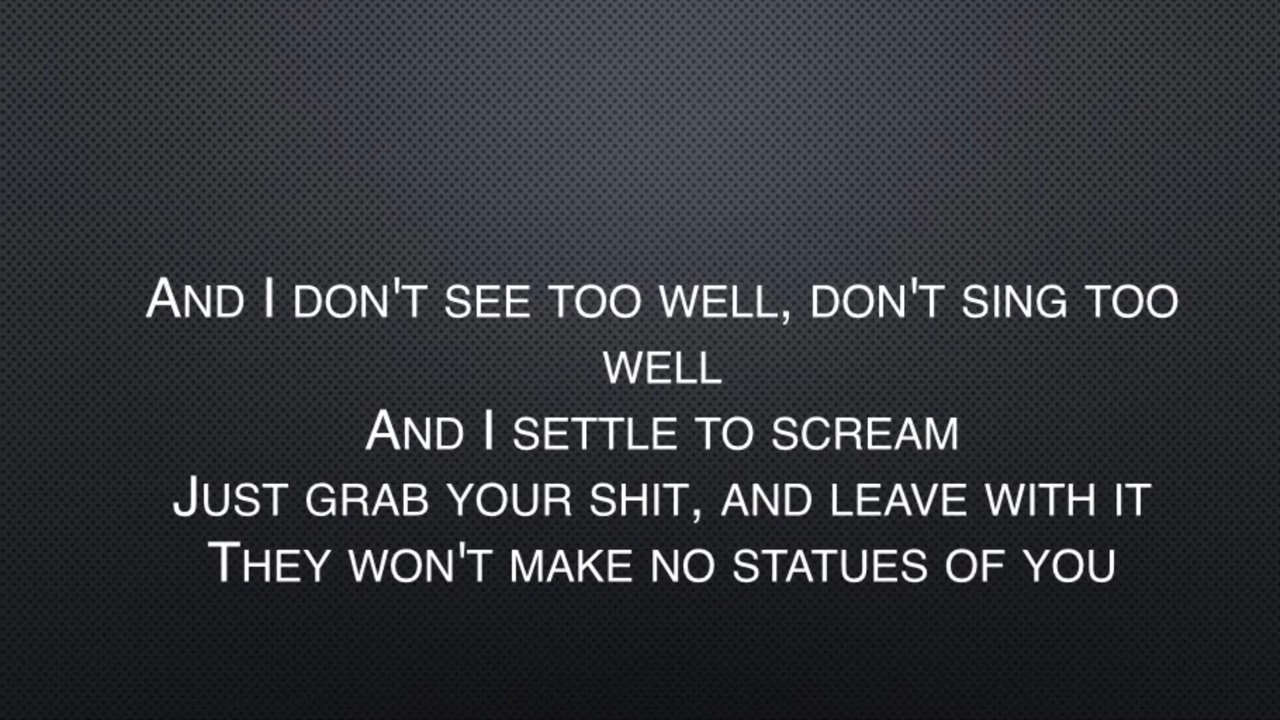 And I don't see too well, don't sing too
well
And I settle to scream
Just grab your shit, and leave with it
They won't make no statues of you